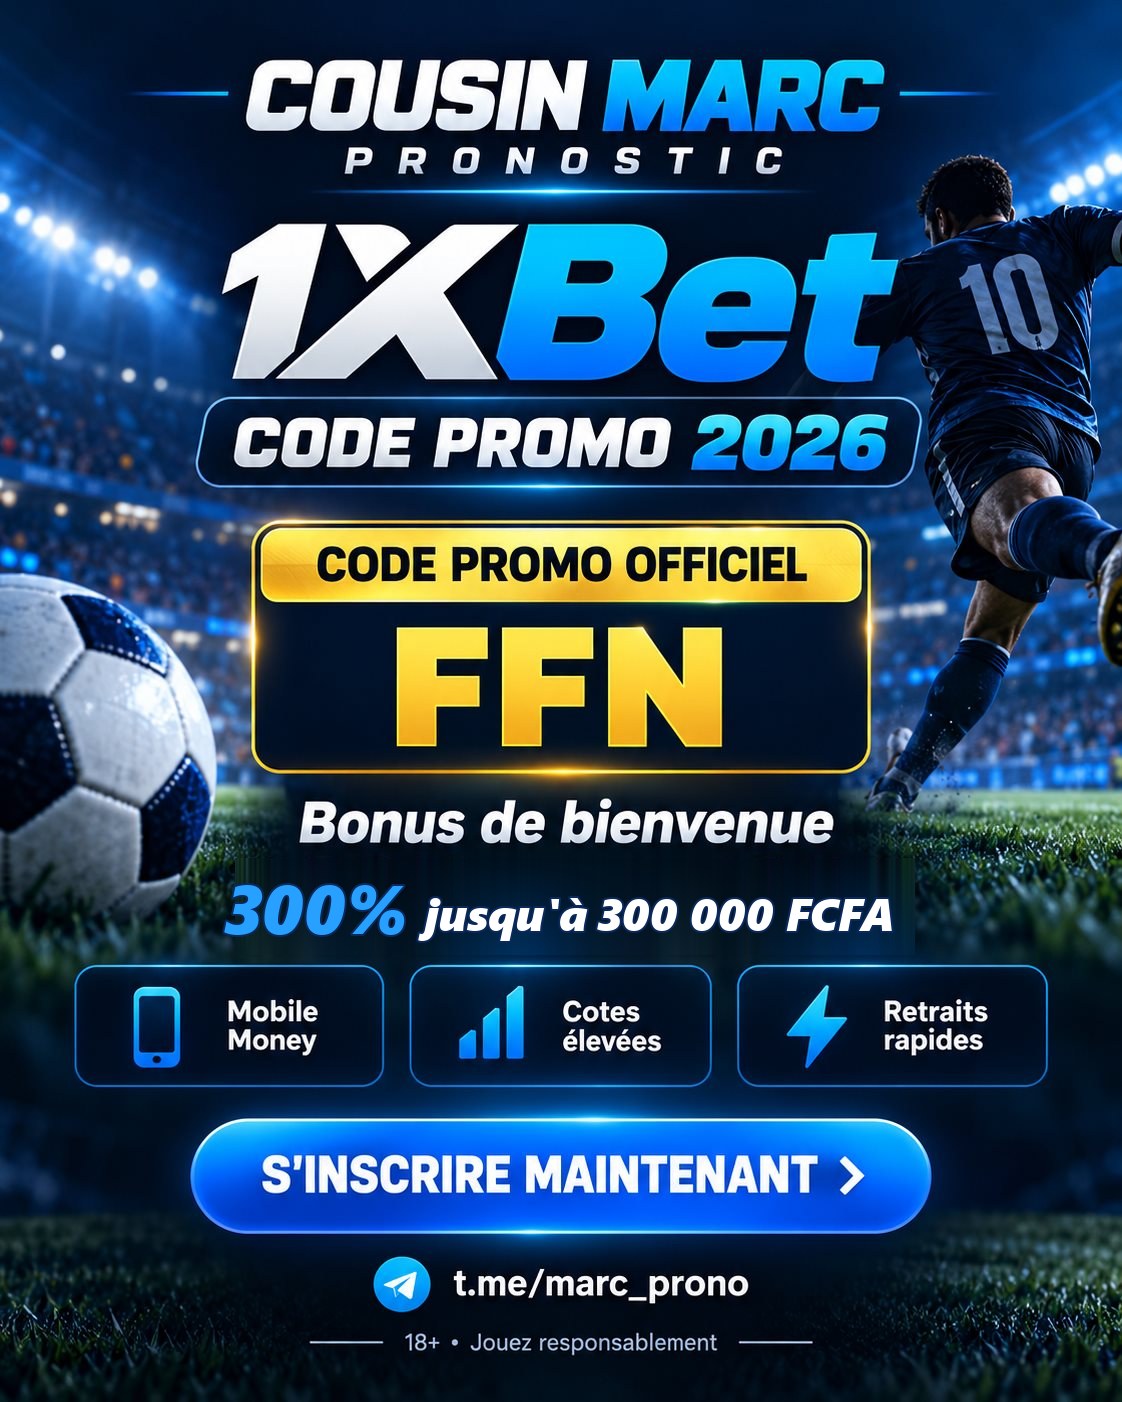 COUSIN MARC
PRONOSTIC
1XBet
CODE PROMO 2026
CODE PROMO OFFICIEL
FFN
Bonus de bienvenue
300% jusqu'à 300 000 FCFA
Mobile
Money
Cotes
élevées
Retraits
rapides
S'INSCRIRE MAINTENANT >
t.me/marc_prono
18+ • Jouez responsablement
10